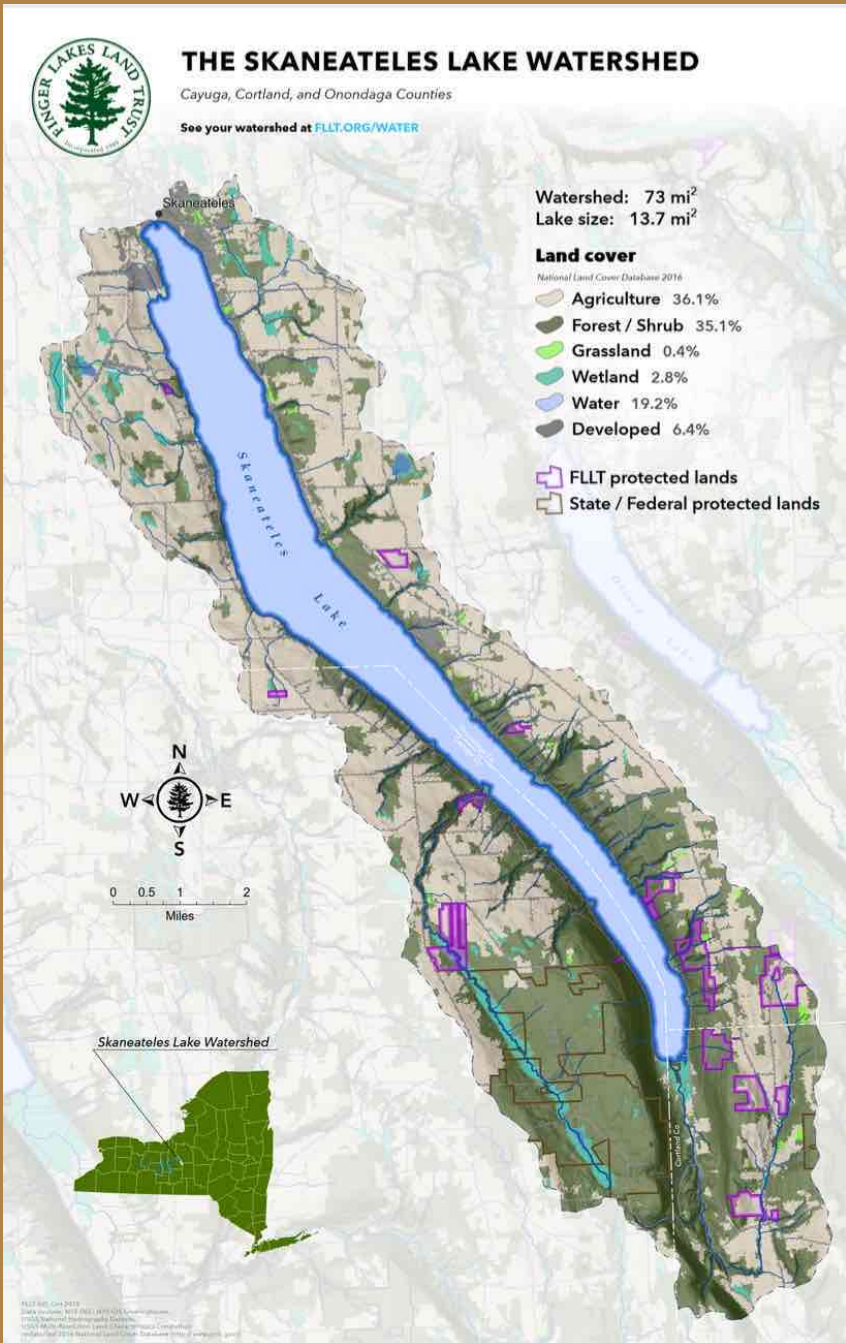 FINGER LAKES LAND TRUST
Incorporated 1989
THE SKANEATELES LAKE WATERSHED
Cayuga, Cortland, and Onondaga Counties
See your watershed at FLLT.ORG/WATER
Skaneateles
Watershed: 73 mi²
Lake size: 13.7 mi²
Land cover
National Land Cover Database 2016
Agriculture 36.1%
Forest / Shrub 35.1%
Grassland 0.4%
Wetland 2.8%
Water 19.2%
Developed 6.4%
FLLT protected lands
State / Federal protected lands
Skaneateles
Lake
Lake
N
W
E
S
0 0.5 1 2
Miles
Cortland Co
Skaneateles Lake Watershed